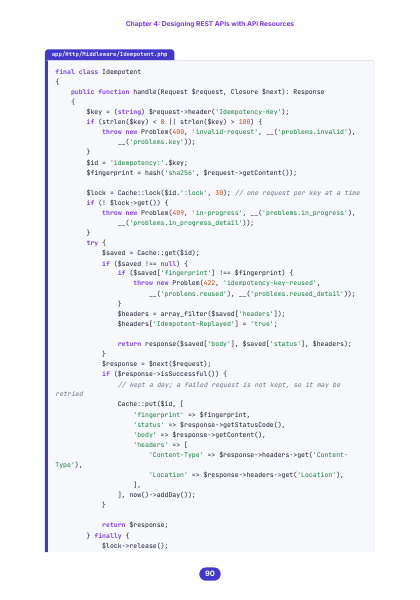 Chapter 4: Designing REST APIs with API Resources
app/Http/Middleware/Idempotent.php
final class Idempotent
{
    public function handle(Request $request, Closure $next): Response
    {
        $key = (string) $request->header('Idempotency-Key');
        if (strlen($key) < 8 || strlen($key) > 100) {
            throw new Problem(400, 'invalid-request', __('problems.invalid'),
                __('problems.key'));
        }
        $id = 'idempotency:'.$key;
        $fingerprint = hash('sha256', $request->getContent());

        $lock = Cache::lock($id.':lock', 30); // one request per key at a time
        if (! $lock->get()) {
            throw new Problem(409, 'in-progress', __('problems.in_progress'),
__('problems.in_progress_detail'));
        }
        try {
            $saved = Cache::get($id);
            if ($saved !== null) {
                if ($saved['fingerprint'] !== $fingerprint) {
                    throw new Problem(422, 'idempotency-key-reused',
                        __('problems.reused'), __('problems.reused_detail'));
                }
                $headers = array_filter($saved['headers']);
                $headers['Idempotent-Replayed'] = 'true';

                return response($saved['body'], $saved['status'], $headers);
            }
            $response = $next($request);
            if ($response->isSuccessful()) {
                // kept a day; a failed request is not kept, so it may be
retried
                Cache::put($id, [
                    'fingerprint' => $fingerprint,
                    'status' => $response->getStatusCode(),
                    'body' => $response->getContent(),
                    'headers' => [
                        'Content-Type' => $response->headers->get('Content-
Type'),
                        'Location' => $response->headers->get('Location'),
                    ],
                ], now()->addDay());
            }

            return $response;
        } finally {
            $lock->release();
90